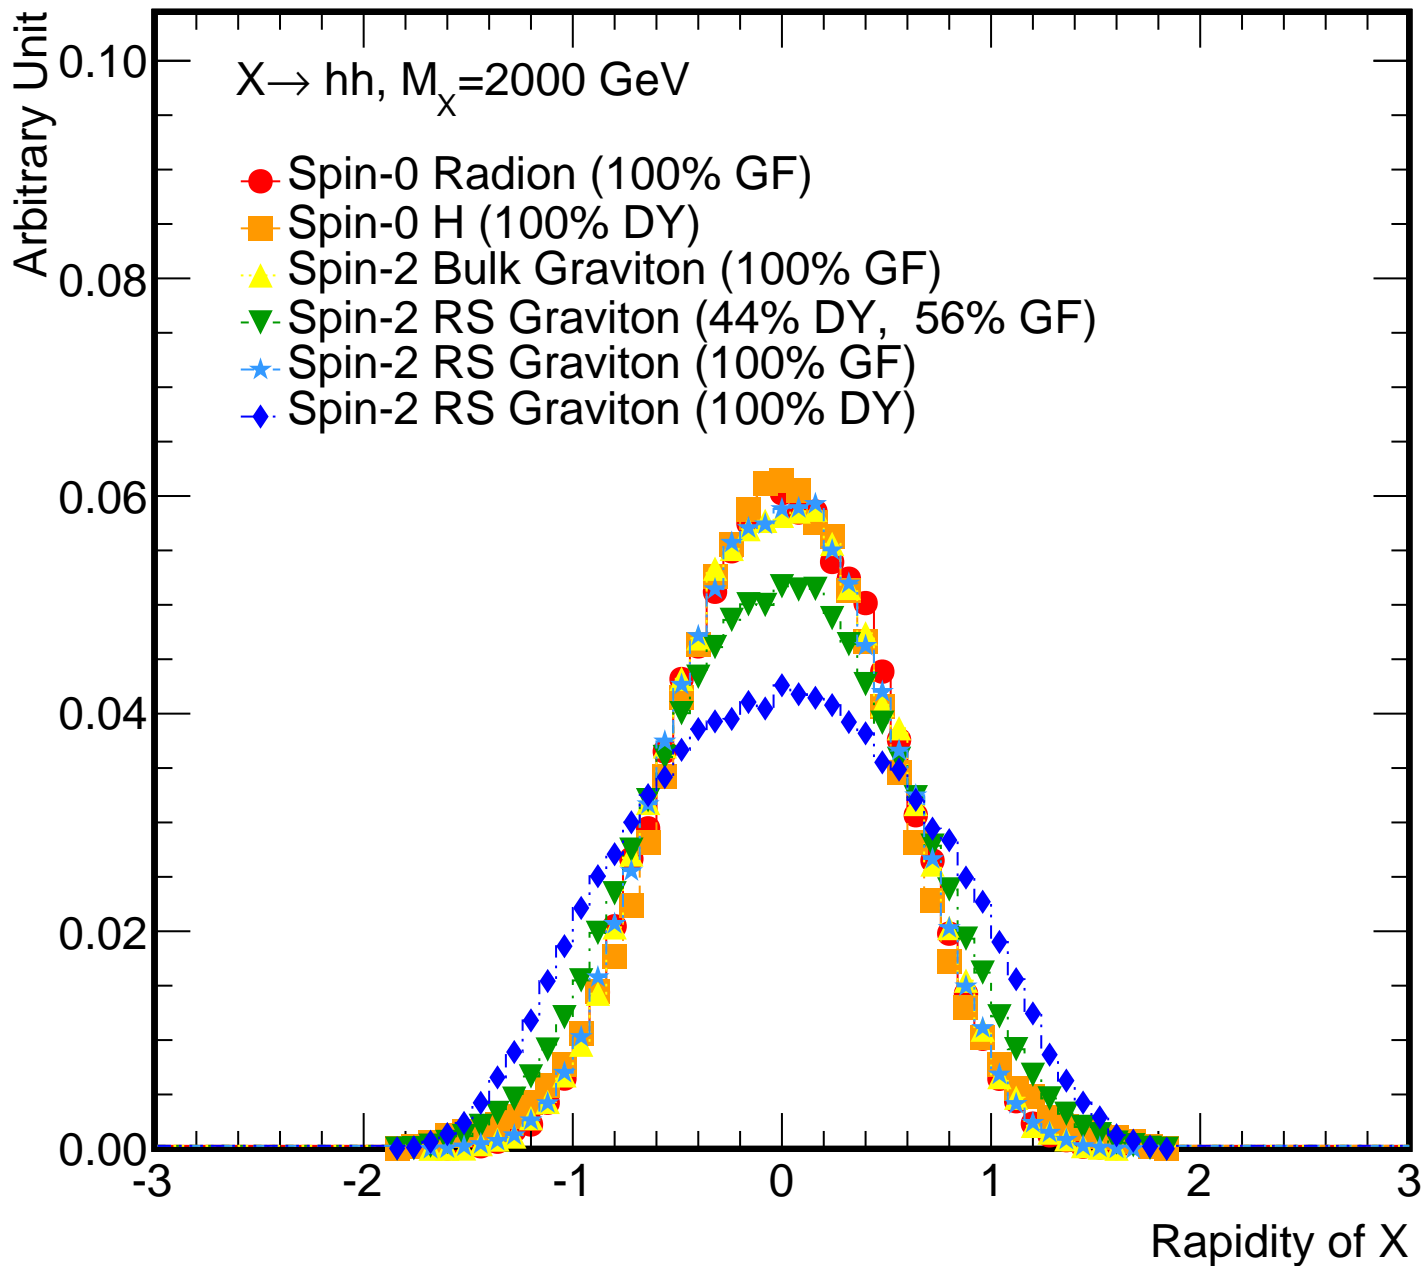 Arbitrary Unit
0.10
0.08
0.06
0.04
0.02
0.00
X→ hh, M_X=2000 GeV
Spin-0 Radion (100% GF)
Spin-0 H (100% DY)
Spin-2 Bulk Graviton (100% GF)
Spin-2 RS Graviton (44% DY, 56% GF)
Spin-2 RS Graviton (100% GF)
Spin-2 RS Graviton (100% DY)
-3 -2 -1 0 1 2 3
Rapidity of X